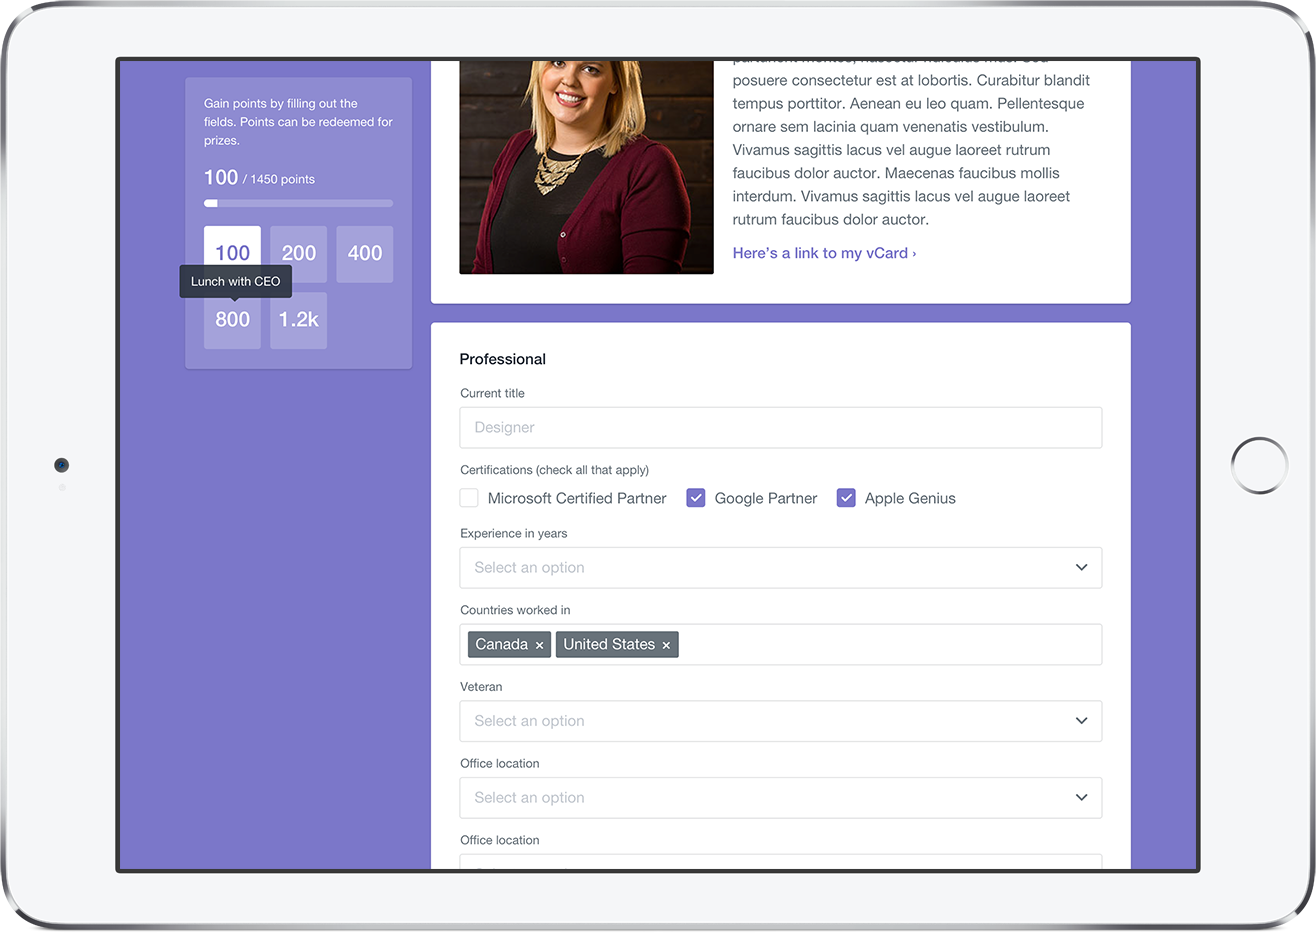 Gain points by filling out the
fields. Points can be redeemed for
prizes.
100 / 1450 points
100 200 400
Lunch with CEO
800 1.2k
posuere consectetur est at lobortis. Curabitur blandit
tempus porttitor. Aenean eu leo quam. Pellentesque
ornare sem lacinia quam venenatis vestibulum.
Vivamus sagittis lacus vel augue laoreet rutrum
faucibus dolor auctor. Maecenas faucibus mollis
interdum. Vivamus sagittis lacus vel augue laoreet
rutrum faucibus dolor auctor.
Here’s a link to my vCard ›
Professional
Current title
Designer
Certifications (check all that apply)
Microsoft Certified Partner Google Partner Apple Genius
Experience in years
Select an option
Countries worked in
Canada × United States ×
Veteran
Select an option
Office location
Select an option
Office location